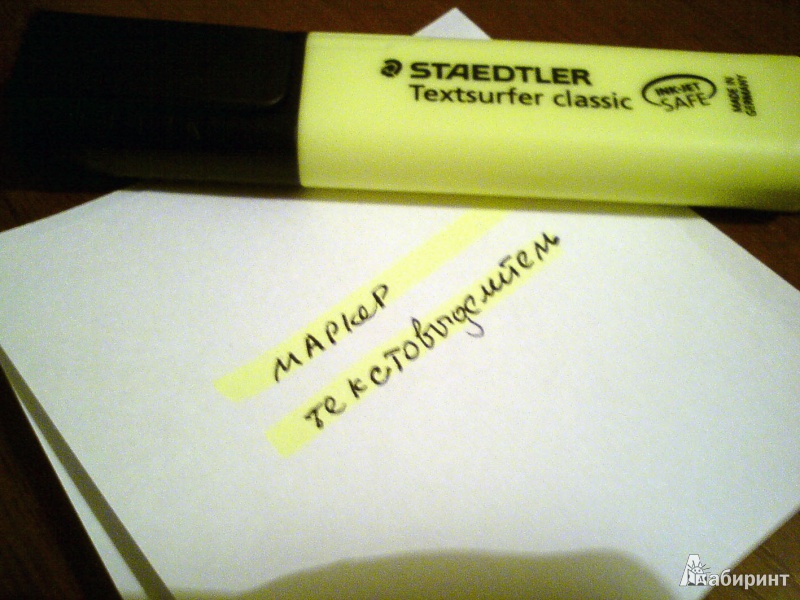 STAEDTLER
Textsurfer classic
INK-JET
SAFE
MADE IN
GERMANY
маркер
текстовыделитель
Лабиринт